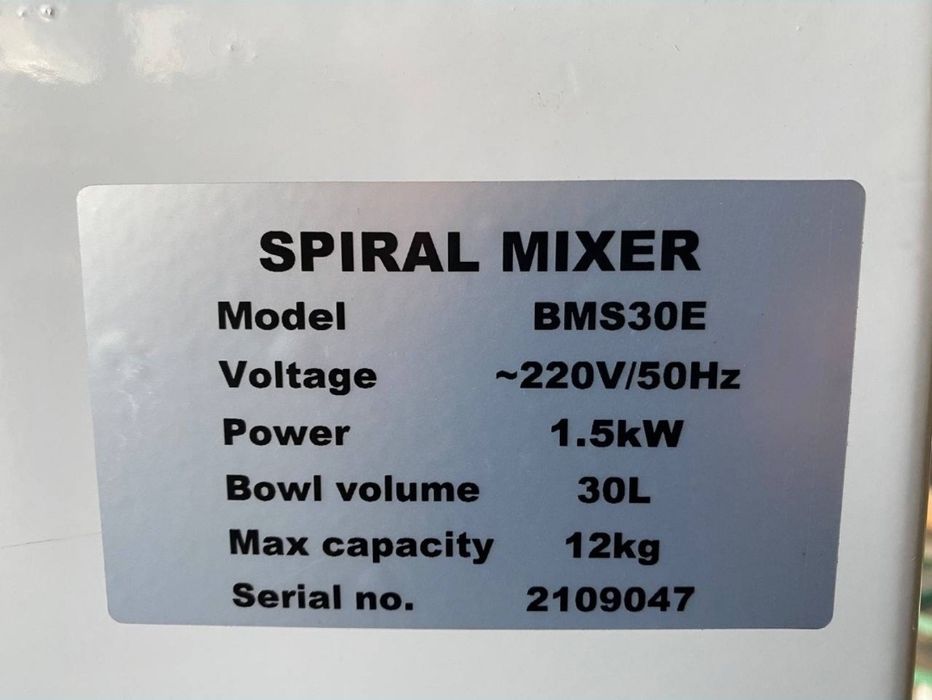 SPIRAL MIXER
Model BMS30E
Voltage ~220V/50Hz
Power 1.5kW
Bowl volume 30L
Max capacity 12kg
Serial no. 2109047